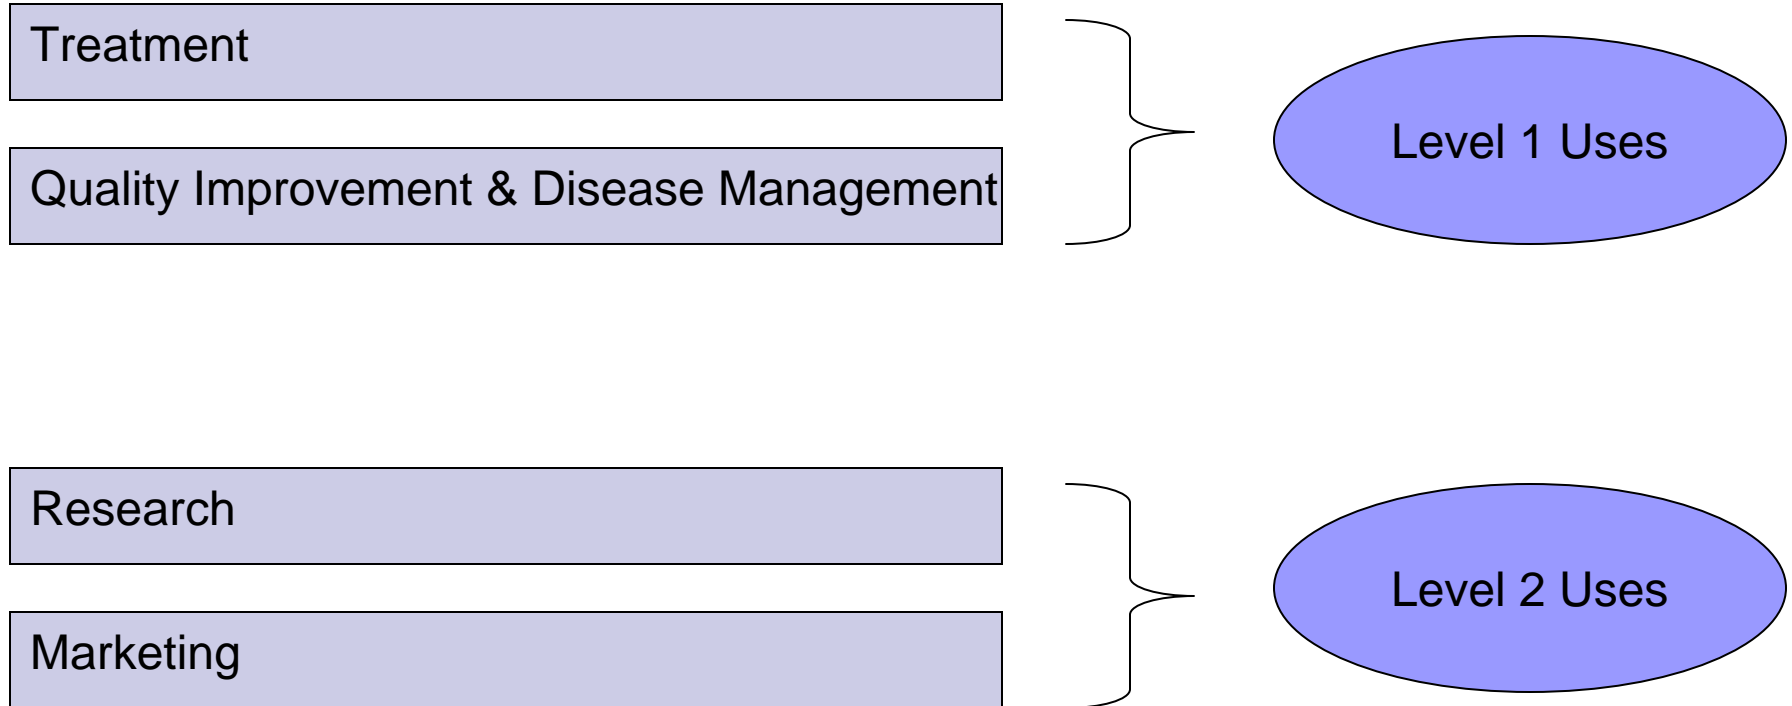 Treatment
Quality Improvement & Disease Management
Level 1 Uses
Research
Marketing
Level 2 Uses